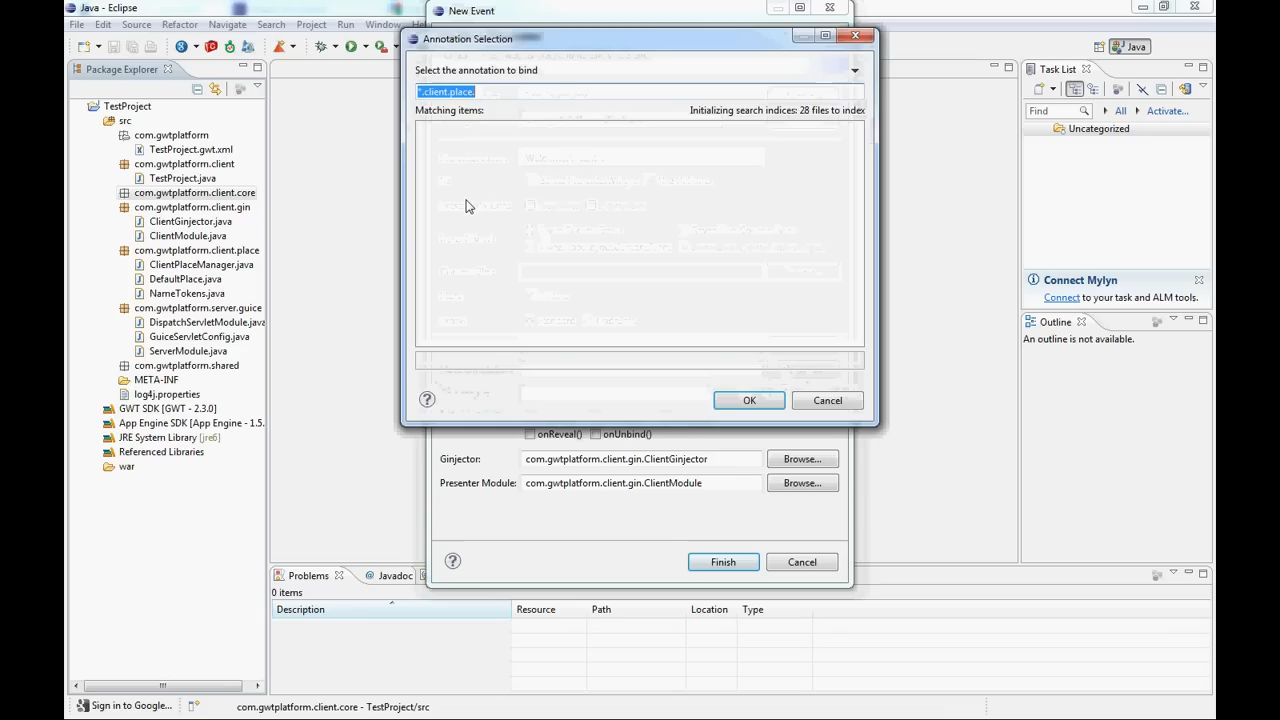 Java - Eclipse
New Event
File Edit Source Refactor Navigate Search Project Run Window
Annotation Selection
Java
Package Explorer
Select the annotation to bind
Task List
*.client.place.
Matching items:
Initializing search indices: 28 files to index
Find
All
Activate...
Uncategorized
TestProject
src
com.gwtplatform
TestProject.gwt.xml
com.gwtplatform.client
TestProject.java
com.gwtplatform.client.core
com.gwtplatform.client.gin
ClientGinjector.java
ClientModule.java
com.gwtplatform.client.place
ClientPlaceManager.java
DefaultPlace.java
NameTokens.java
com.gwtplatform.server.guice
DispatchServletModule.java
GuiceServletConfig.java
ServerModule.java
com.gwtplatform.shared
META-INF
log4j.properties
GWT SDK [GWT - 2.3.0]
App Engine SDK [App Engine - 1.5.
JRE System Library [jre6]
Referenced Libraries
war
Connect Mylyn
Connect to your task and ALM tools.
Outline
An outline is not available.
OK
Cancel
onReveal()
onUnbind()
Ginjector:
com.gwtplatform.client.gin.ClientGinjector
Browse...
Presenter Module:
com.gwtplatform.client.gin.ClientModule
Browse...
Finish
Cancel
Problems
@ Javadoc
0 items
Description
Resource
Path
Location
Type
Sign in to Google...
com.gwtplatform.client.core - TestProject/src